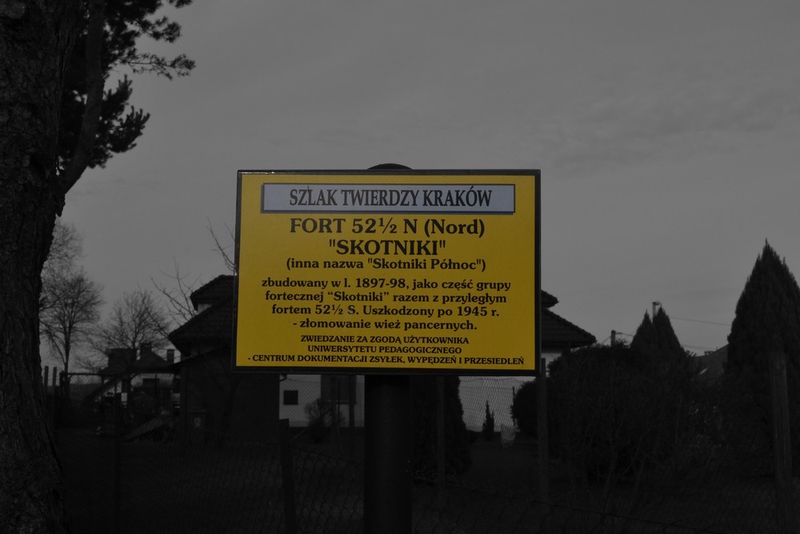 SZLAK TWIERDZY KRAKÓW
FORT 52½ N (Nord)
"SKOTNIKI"
(inna nazwa "Skotniki Północ")
zbudowany w l. 1897-98, jako część grupy
fortecznej "Skotniki" razem z przyległym
fortem 52½ S. Uszkodzony po 1945 r.
- złomowanie wież pancernych.
ZWIEDZANIE ZA ZGODĄ UŻYTKOWNIKA
UNIWERSYTETU PEDAGOGICZNEGO
- CENTRUM DOKUMENTACJI ZSYŁEK, WYPĘDZEŃ I PRZESIEDLEŃ